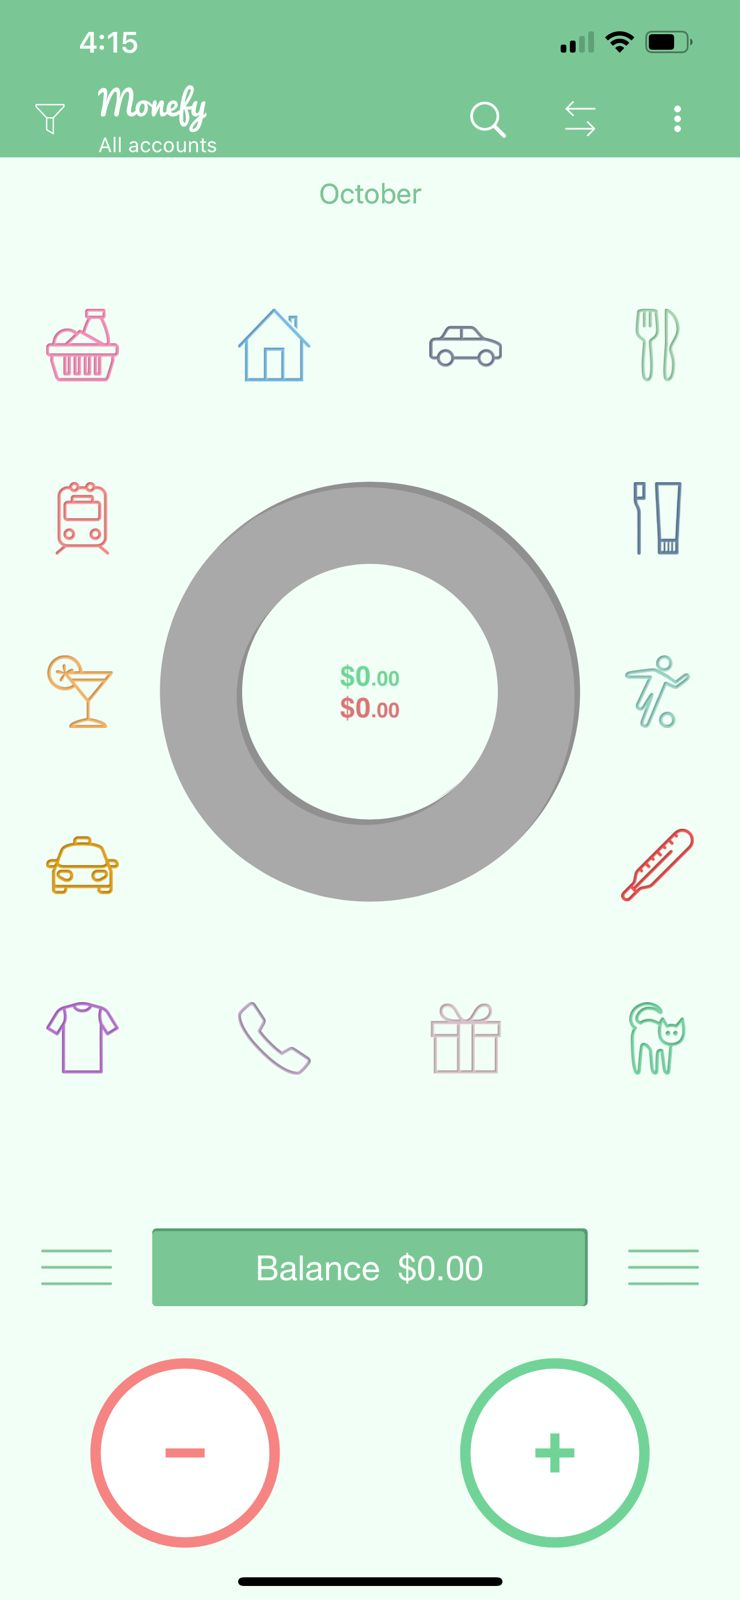 4:15
Monefy
All accounts
October
$0.00
$0.00
Balance $0.00